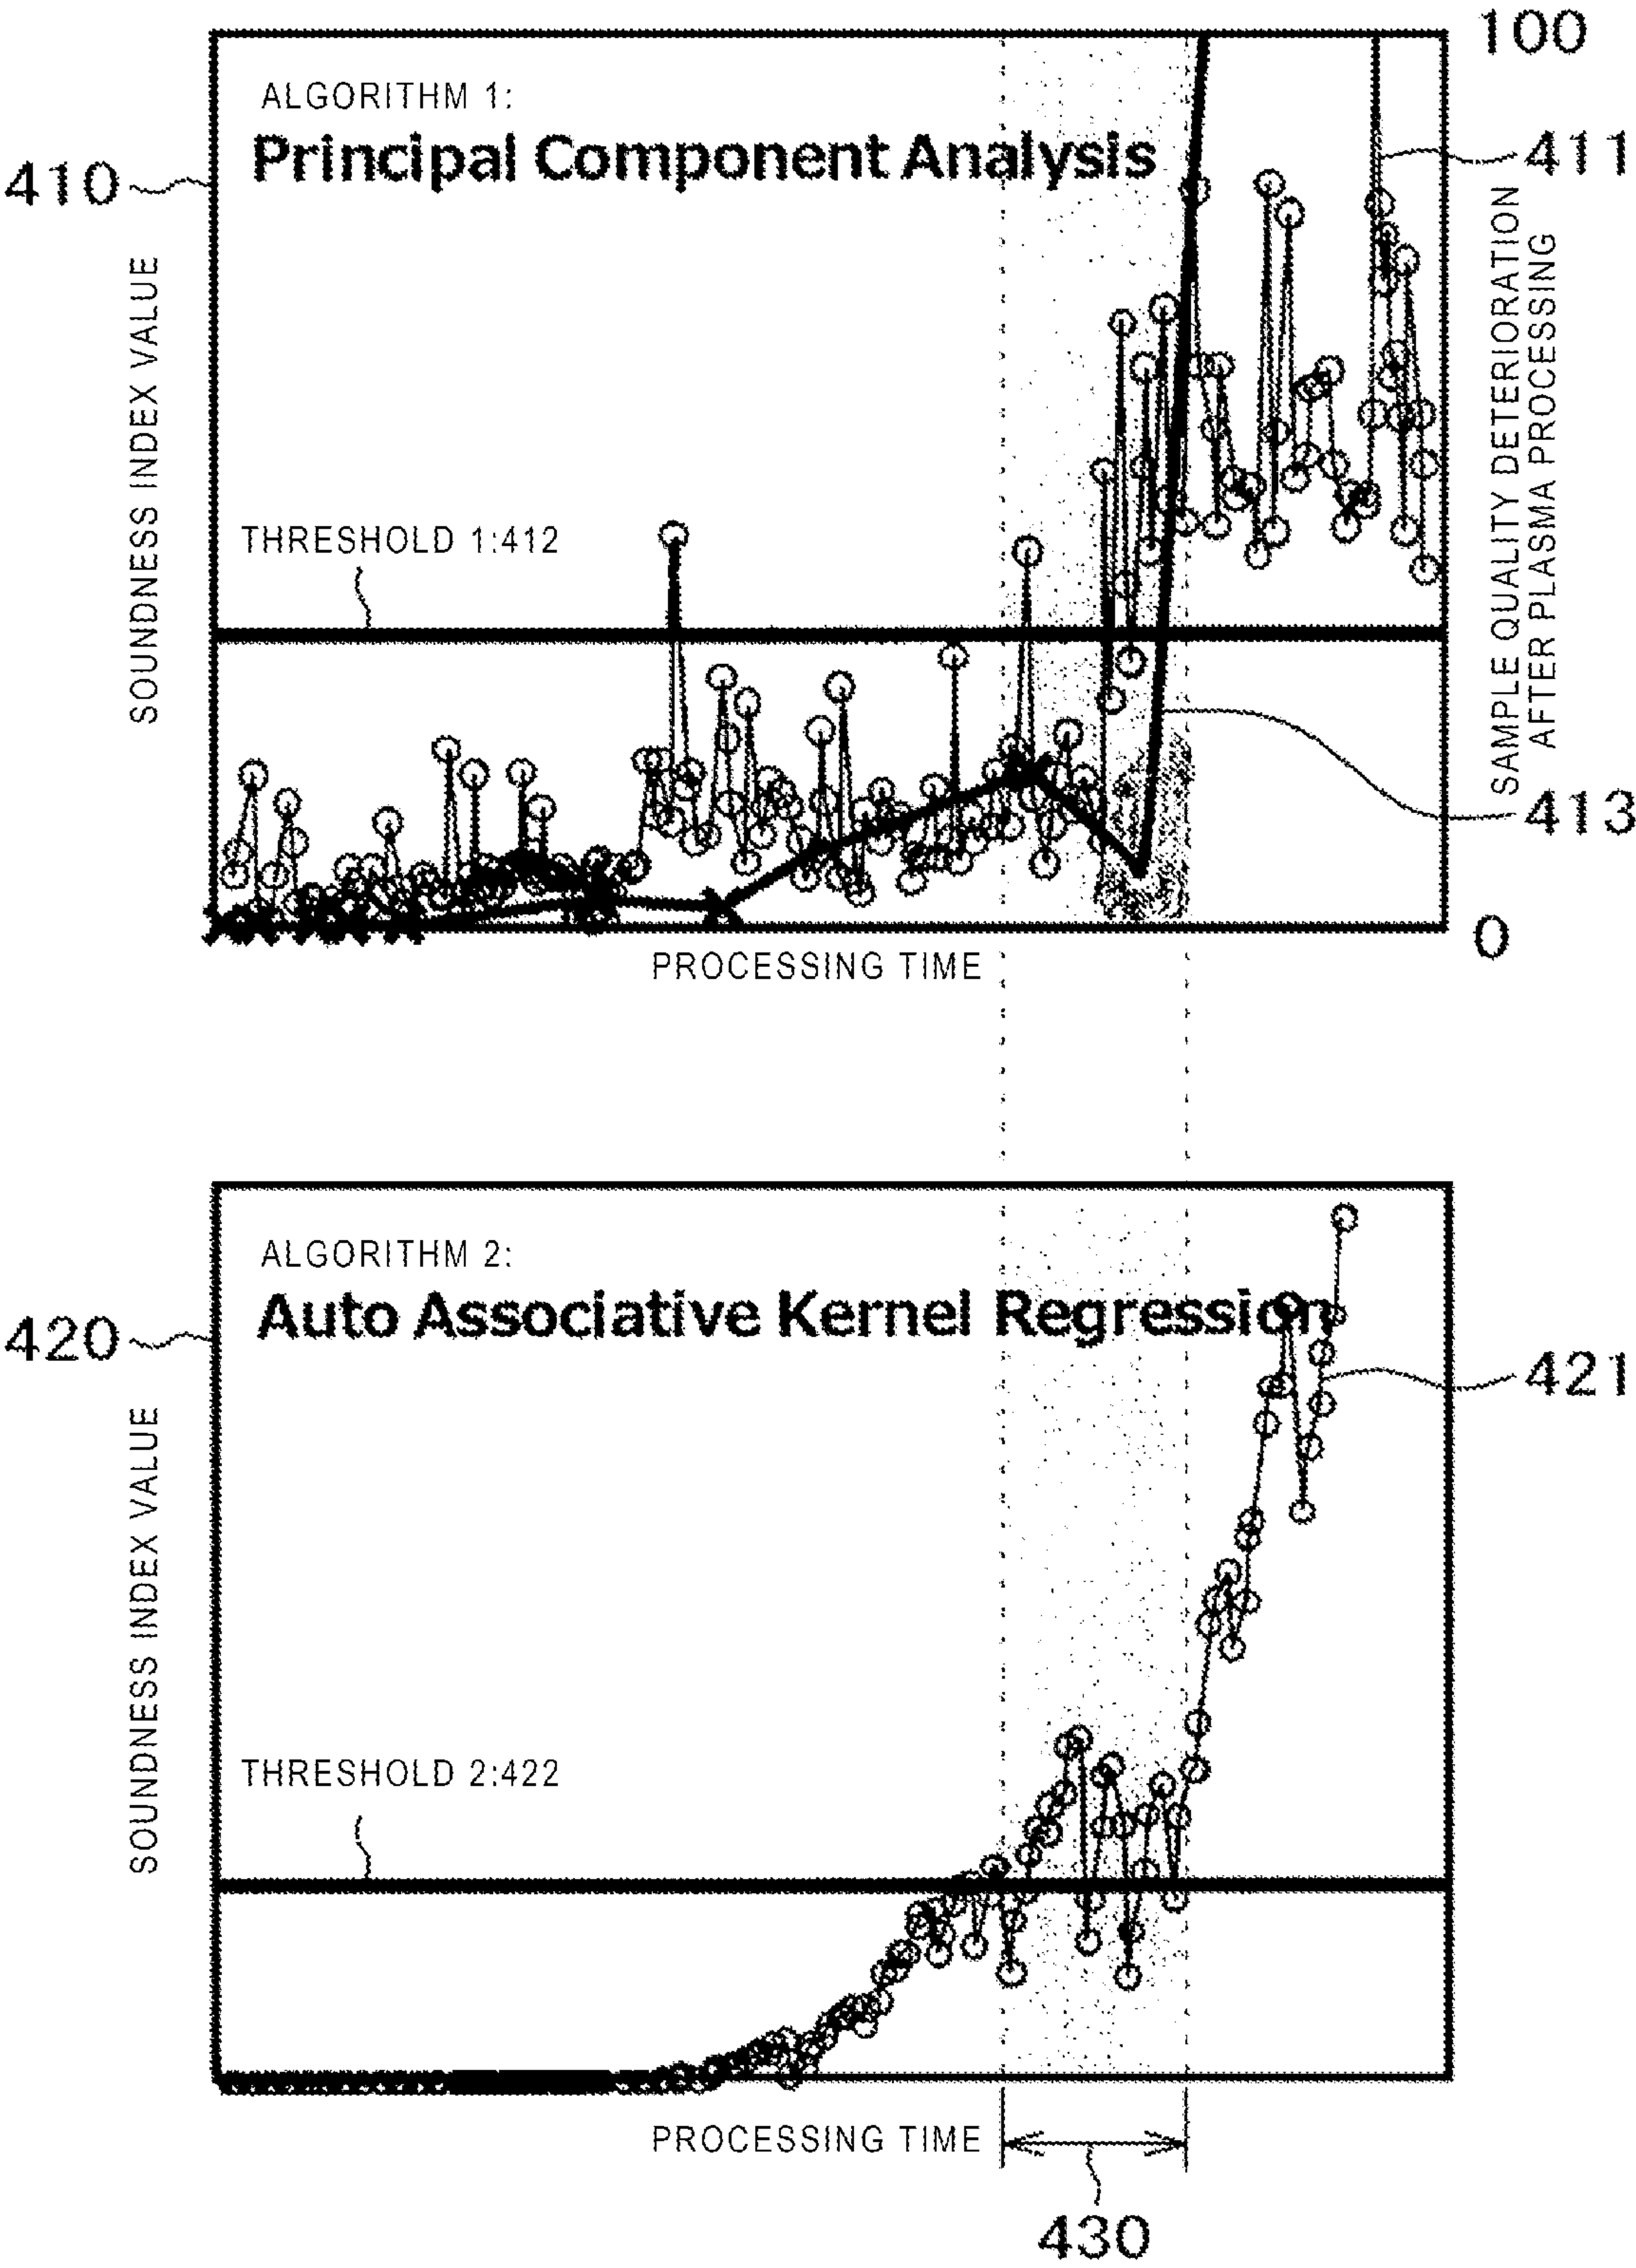 100
ALGORITHM 1:
Principal Component Analysis
410
411
SOUNDNESS INDEX VALUE
SAMPLE QUALITY DETERIORATION
AFTER PLASMA PROCESSING
THRESHOLD 1:412
413
0
PROCESSING TIME
ALGORITHM 2:
Auto Associative Kernel Regression
420
421
SOUNDNESS INDEX VALUE
THRESHOLD 2:422
PROCESSING TIME
430